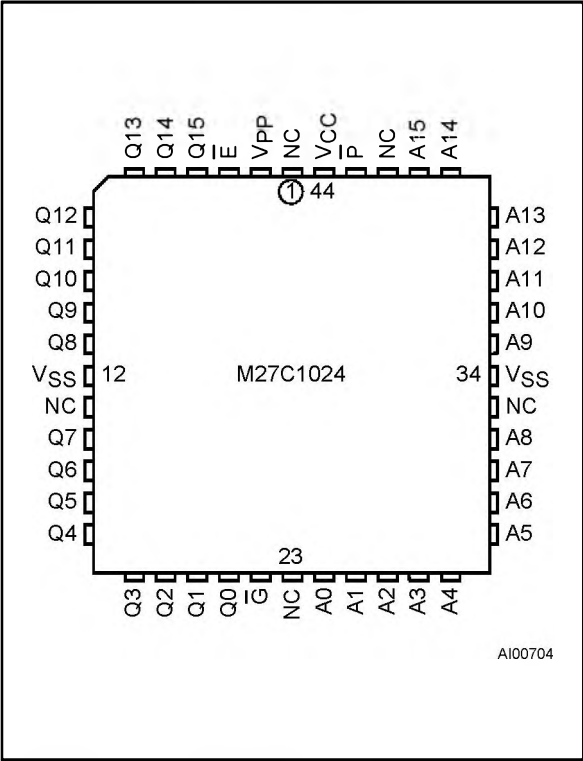 Q13 Q14 Q15 E̅ VPP NC VCC P̅ NC A15 A14
1 44
Q12 A13
Q11 A12
Q10 A11
Q9 A10
Q8 A9
VSS 12 M27C1024 34 VSS
NC NC
Q7 A8
Q6 A7
Q5 A6
Q4 A5
23
Q3 Q2 Q1 Q0 G̅ NC A0 A1 A2 A3 A4
AI00704